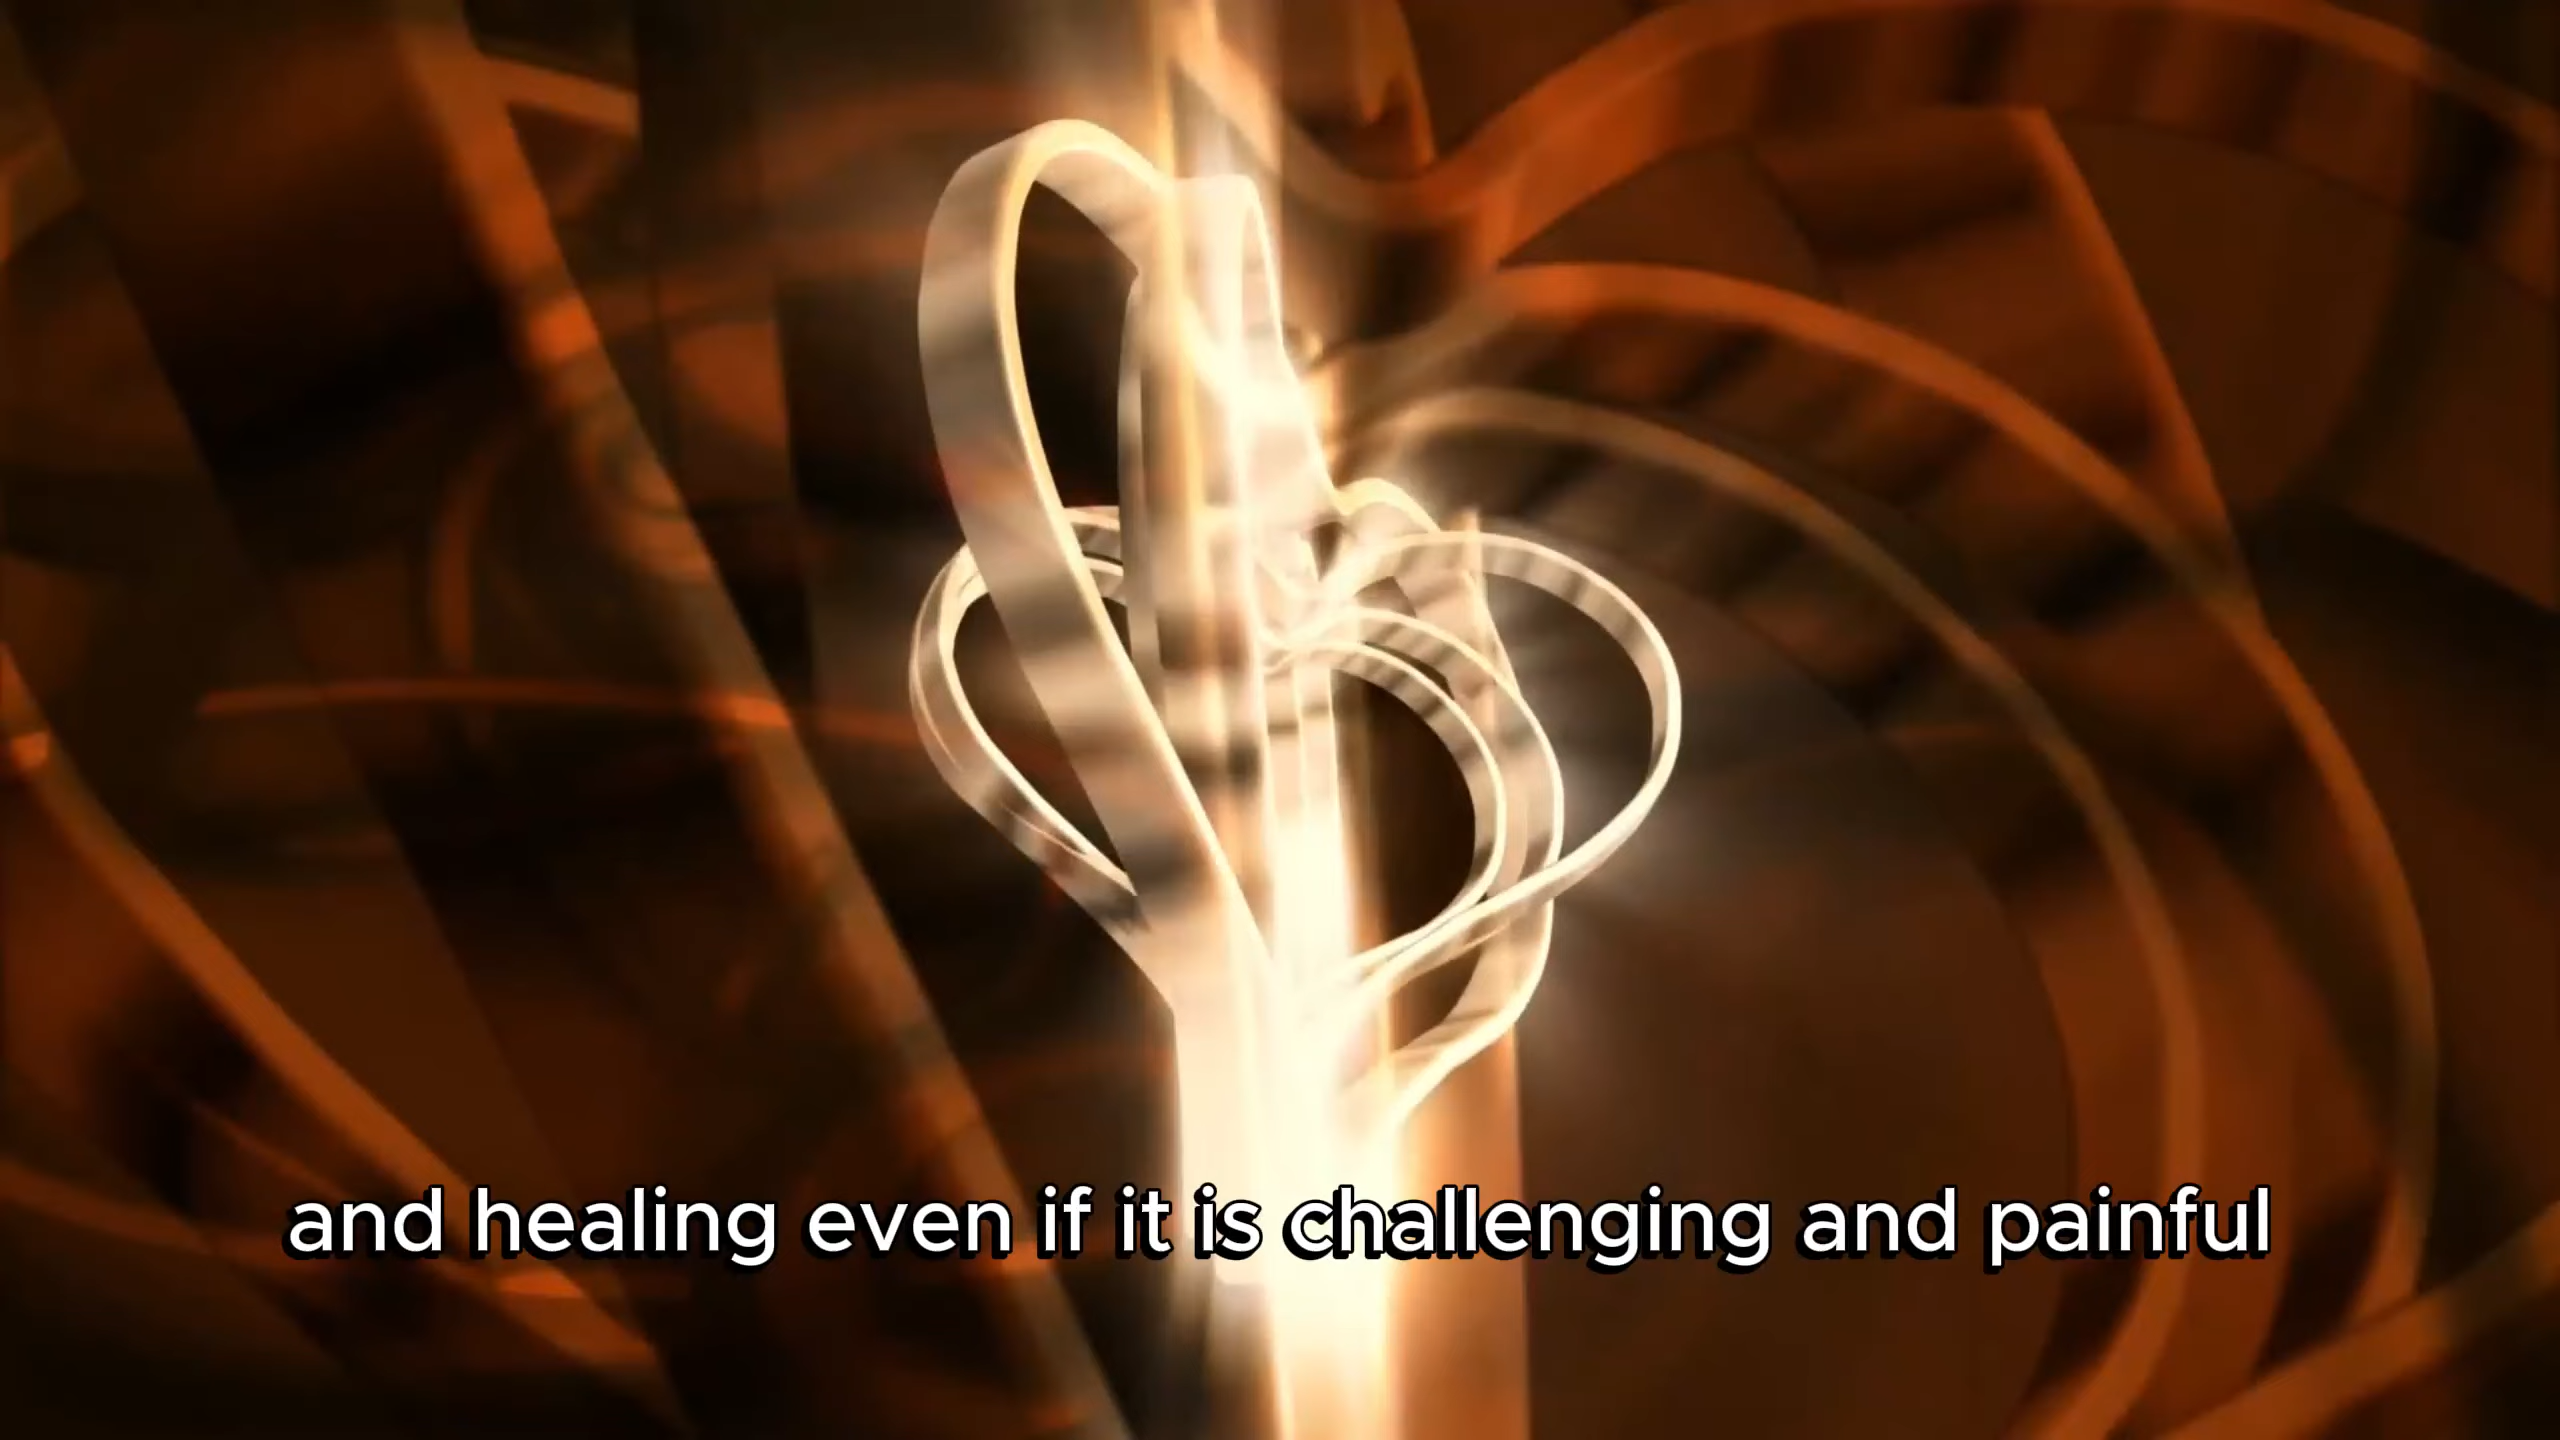 and healing even if it is challenging and painful